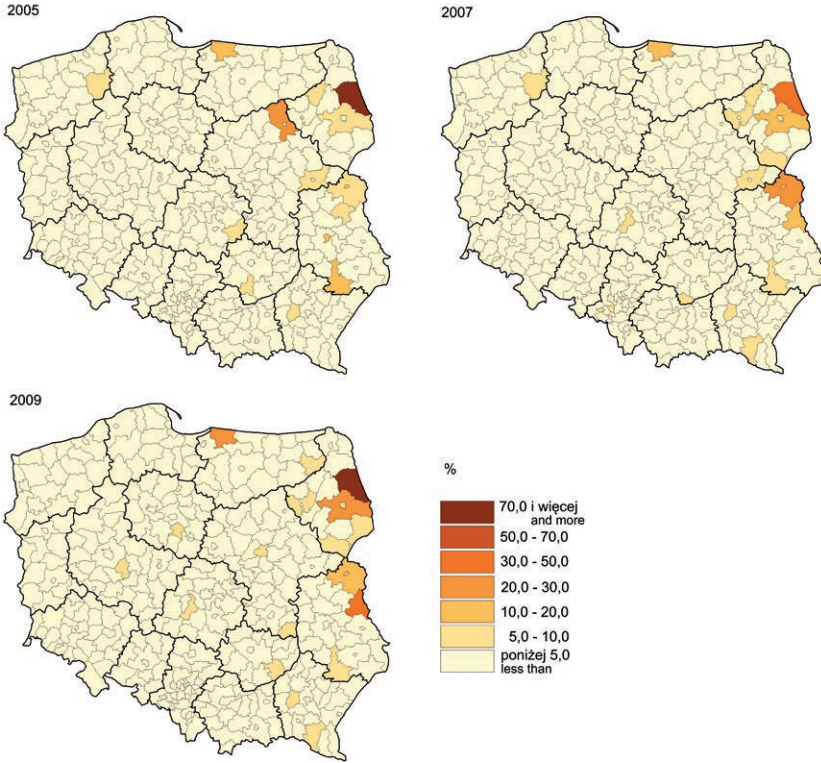 2005
2007
2009
%
70,0 i więcej
and more
50,0 - 70,0
30,0 - 50,0
20,0 - 30,0
10,0 - 20,0
5,0 - 10,0
poniżej 5,0
less than